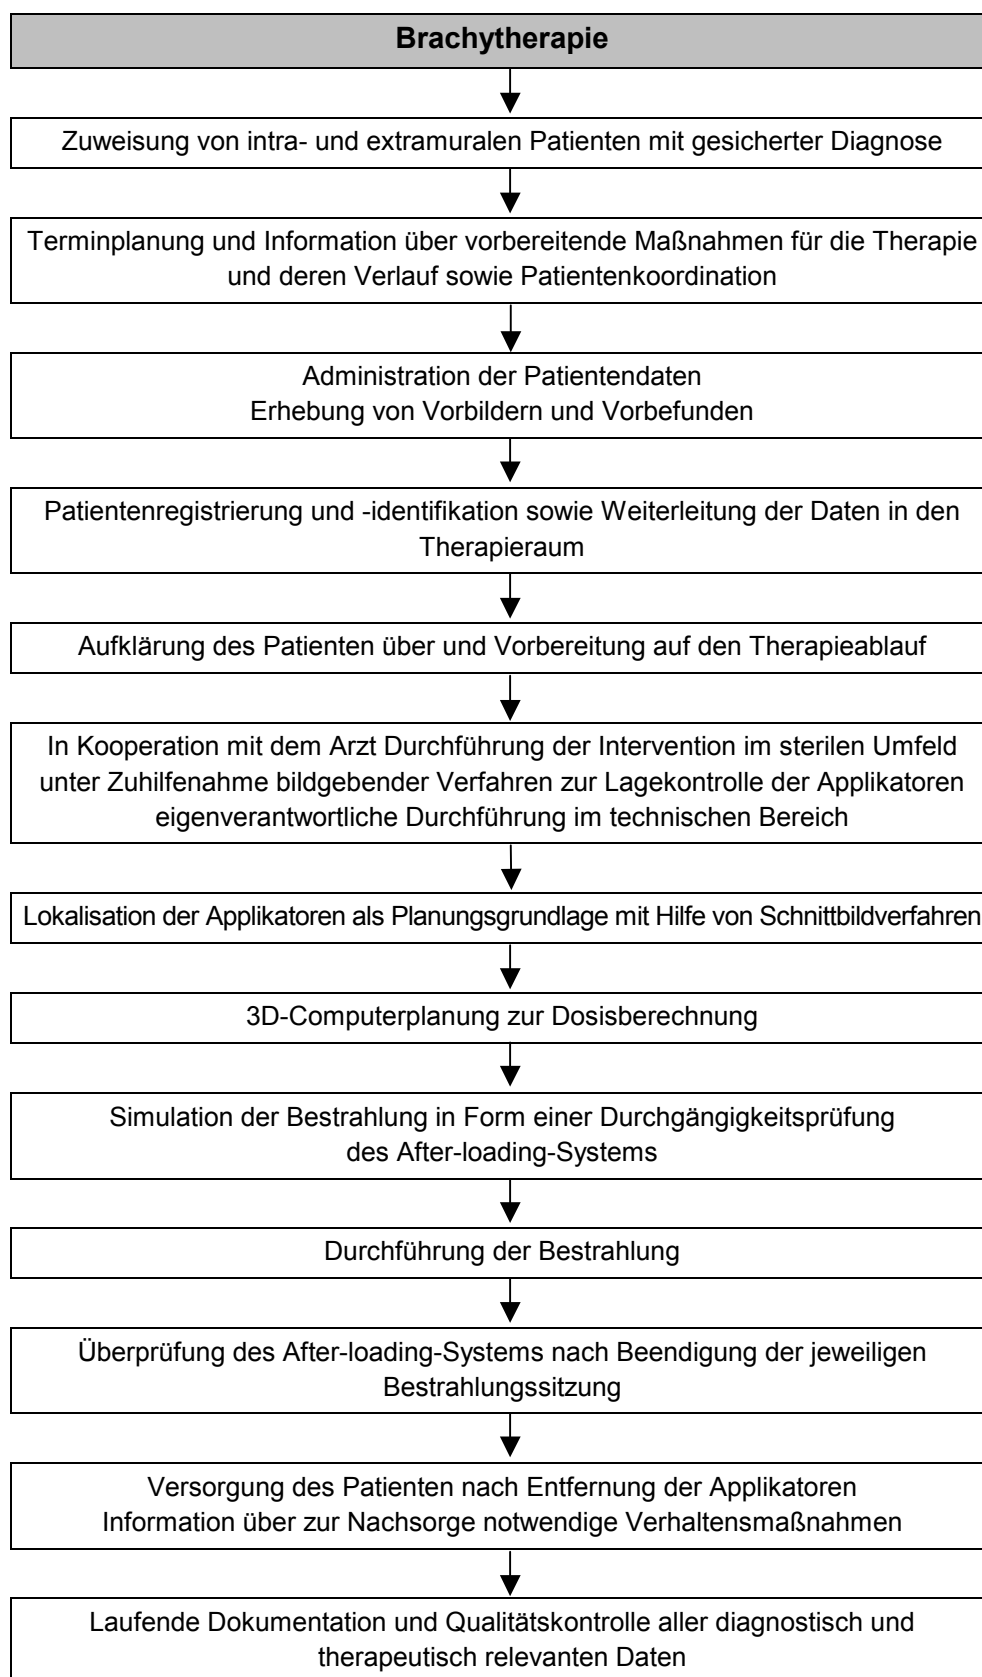 Brachytherapie
Zuweisung von intra- und extramuralen Patienten mit gesicherter Diagnose
Terminplanung und Information über vorbereitende Maßnahmen für die Therapie
und deren Verlauf sowie Patientenkoordination
Administration der Patientendaten
Erhebung von Vorbildern und Vorbefunden
Patientenregistrierung und -identifikation sowie Weiterleitung der Daten in den
Therapieraum
Aufklärung des Patienten über und Vorbereitung auf den Therapieablauf
In Kooperation mit dem Arzt Durchführung der Intervention im sterilen Umfeld
unter Zuhilfenahme bildgebender Verfahren zur Lagekontrolle der Applikatoren
eigenverantwortliche Durchführung im technischen Bereich
Lokalisation der Applikatoren als Planungsgrundlage mit Hilfe von Schnittbildverfahren
3D-Computerplanung zur Dosisberechnung
Simulation der Bestrahlung in Form einer Durchgängigkeitsprüfung
des After-loading-Systems
Durchführung der Bestrahlung
Überprüfung des After-loading-Systems nach Beendigung der jeweiligen
Bestrahlungssitzung
Versorgung des Patienten nach Entfernung der Applikatoren
Information über zur Nachsorge notwendige Verhaltensmaßnahmen
Laufende Dokumentation und Qualitätskontrolle aller diagnostisch und
therapeutisch relevanten Daten